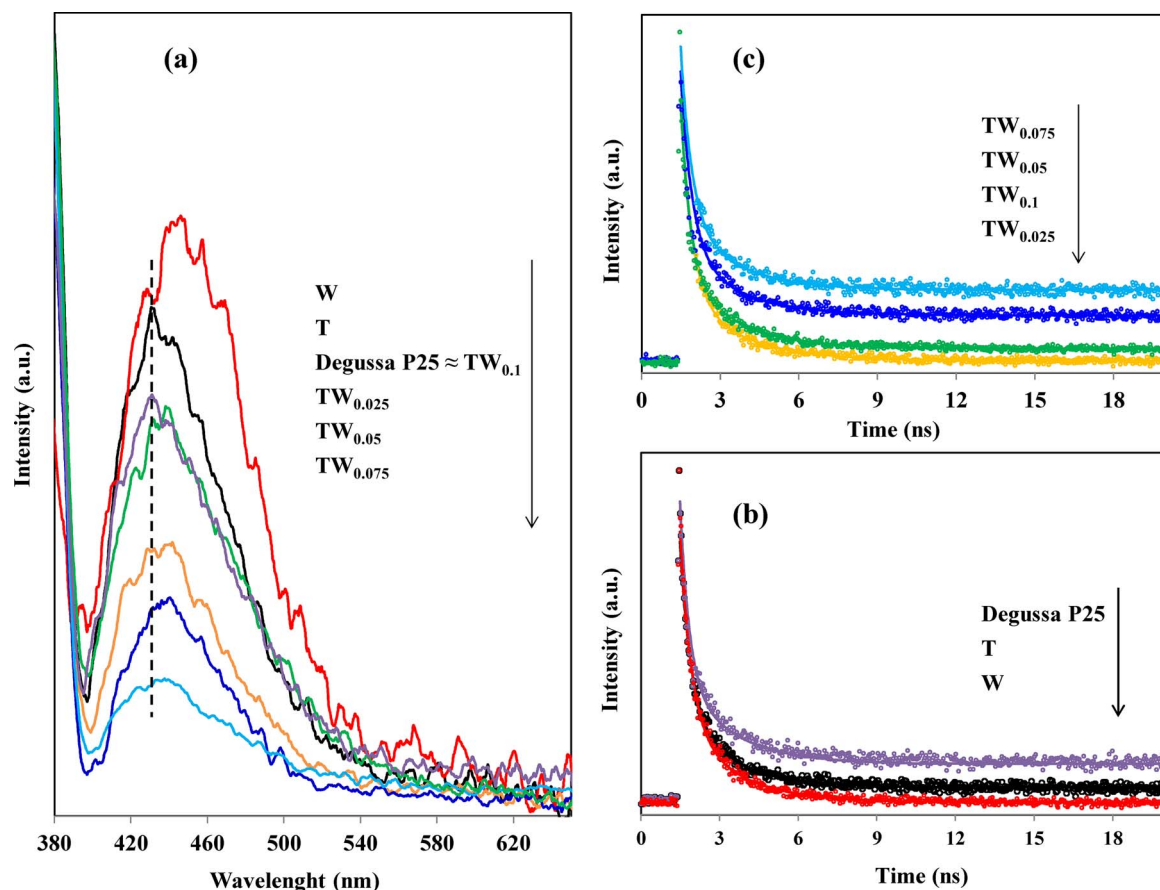 (a)
Intensity (a.u.)
W
T
Degussa P25 ≈ TW0.1
TW0.025
TW0.05
TW0.075
380 420 460 500 540 580 620
Wavelenght (nm)
(c)
Intensity (a.u.)
TW0.075
TW0.05
TW0.1
TW0.025
0 3 6 9 12 15 18
Time (ns)
(b)
Intensity (a.u.)
Degussa P25
T
W
0 3 6 9 12 15 18
Time (ns)